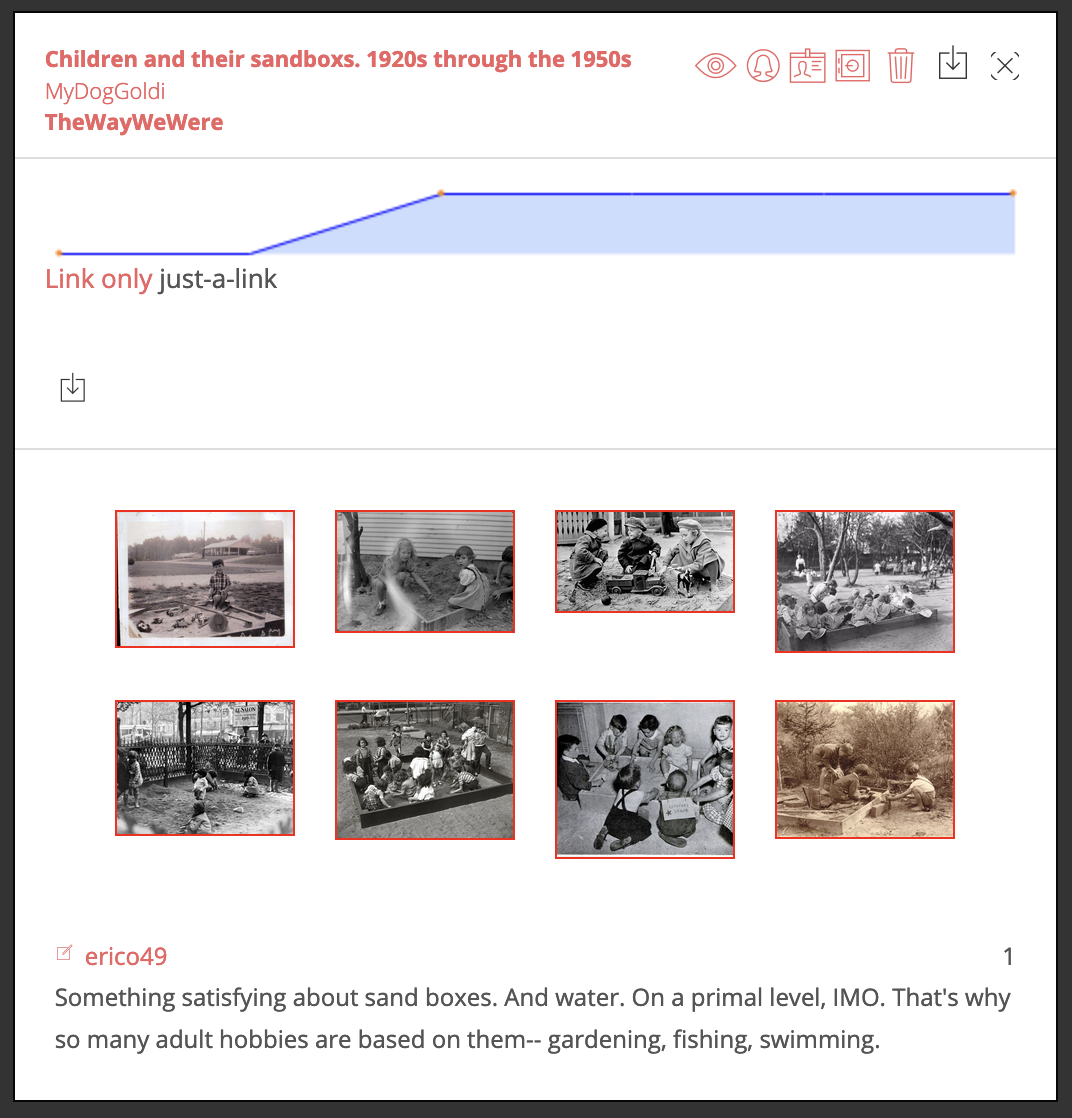 Children and their sandboxs. 1920s through the 1950s
MyDogGoldi
TheWayWeWere
Link only just-a-link
erico49
1
Something satisfying about sand boxes. And water. On a primal level, IMO. That's why
so many adult hobbies are based on them-- gardening, fishing, swimming.